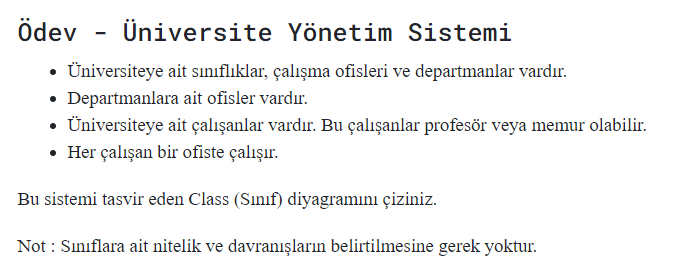 Ödev - Üniversite Yönetim Sistemi
• Üniversiteye ait sınıflıklar, çalışma ofisleri ve departmanlar vardır.
• Departmanlara ait ofisler vardır.
• Üniversiteye ait çalışanlar vardır. Bu çalışanlar profesör veya memur olabilir.
• Her çalışan bir ofiste çalışır.
Bu sistemi tasvir eden Class (Sınıf) diyagramını çiziniz.
Not : Sınıflara ait nitelik ve davranışların belirtilmesine gerek yoktur.